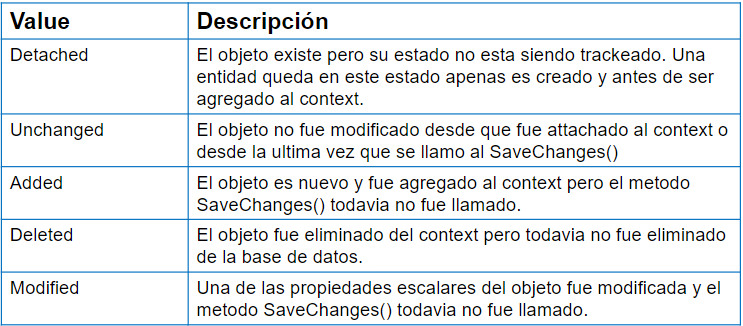 Value Descripción
Detached El objeto existe pero su estado no esta siendo trackeado. Una
entidad queda en este estado apenas es creado y antes de ser
agregado al context.
Unchanged El objeto no fue modificado desde que fue attachado al context o
desde la ultima vez que se llamo al SaveChanges()
Added El objeto es nuevo y fue agregado al context pero el metodo
SaveChanges() todavia no fue llamado.
Deleted El objeto fue eliminado del context pero todavia no fue eliminado
de la base de datos.
Modified Una de las propiedades escalares del objeto fue modificada y el
metodo SaveChanges() todavia no fue llamado.